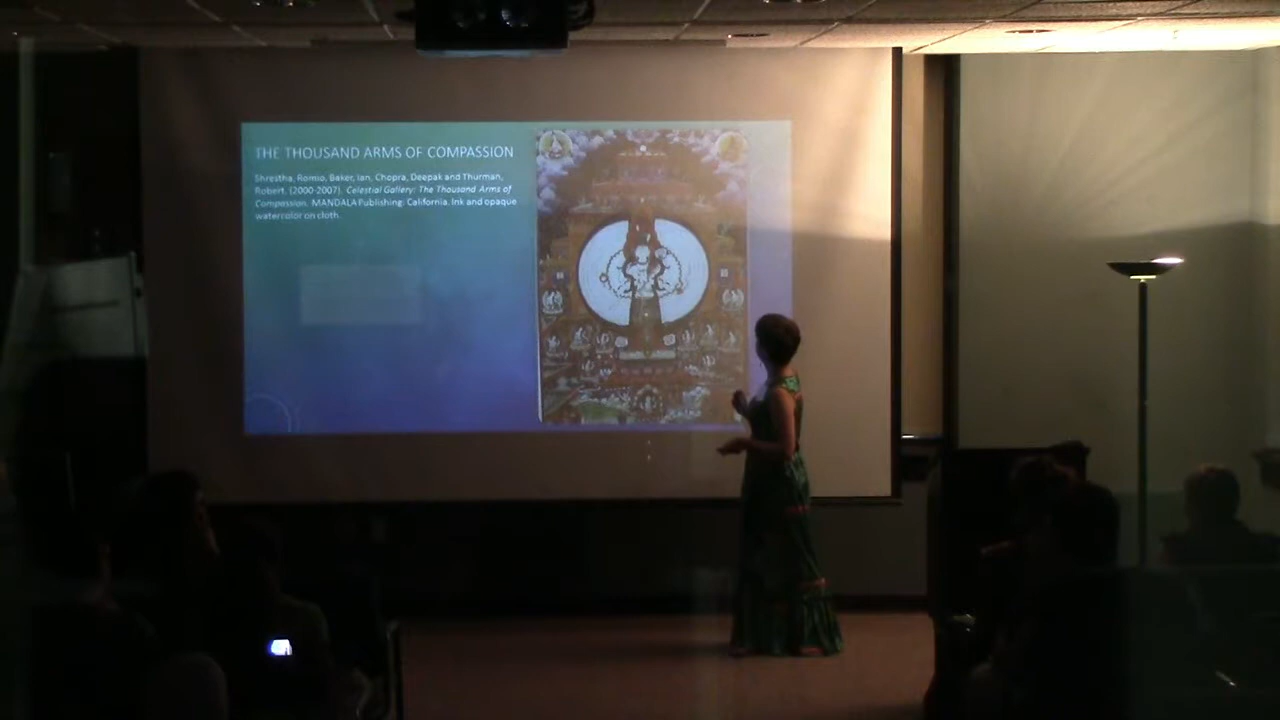 THE THOUSAND ARMS OF COMPASSION
Shrestha, Romio, Baker, Ian, Chopra, Deepak and Thurman,
Robert. (2000-2007). Celestial Gallery: The Thousand Arms of
Compassion. MANDALA Publishing: California. Ink and opaque
watercolor on cloth.